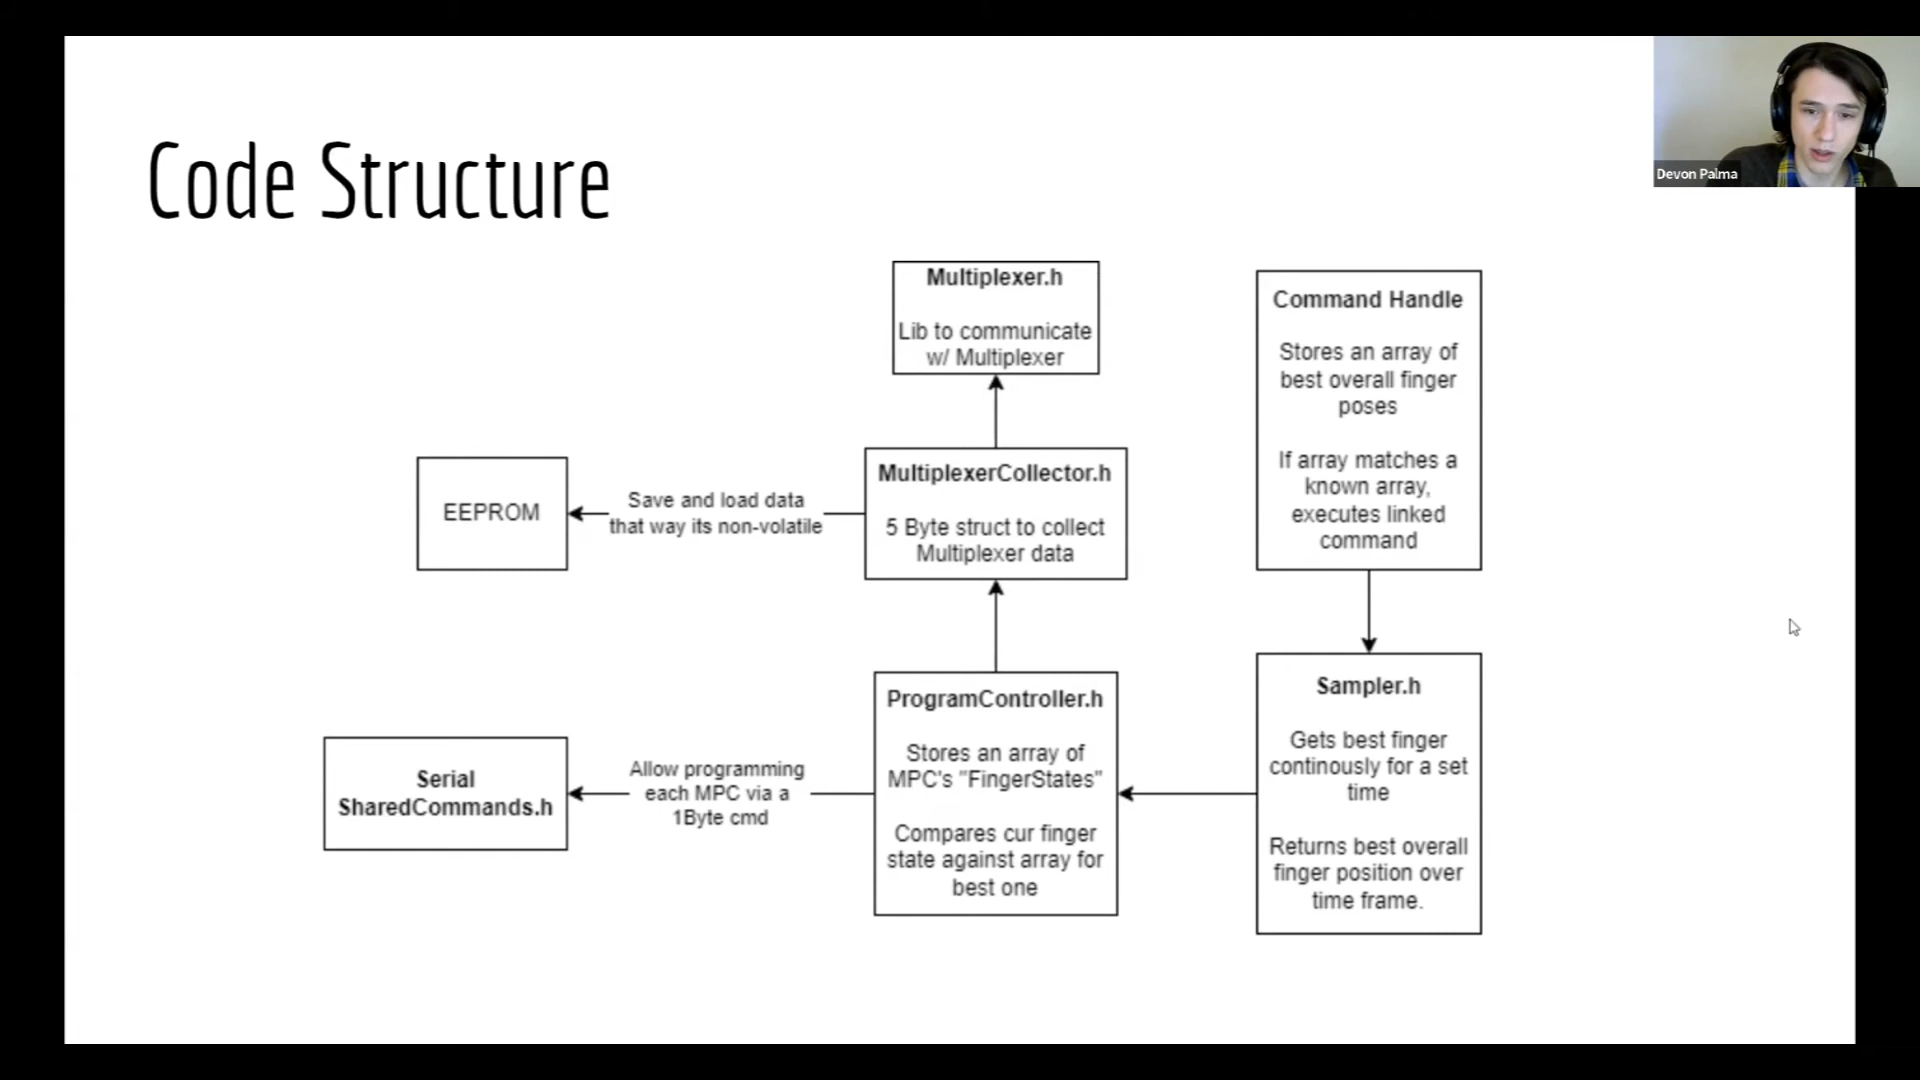 Devon Palma
Code Structure
Multiplexer.h
Lib to communicate
w/ Multiplexer
Command Handle
Stores an array of
best overall finger
poses
If array matches a
known array,
executes linked
command
EEPROM
Save and load data
that way its non-volatile
MultiplexerCollector.h
5 Byte struct to collect
Multiplexer data
Serial
SharedCommands.h
Allow programming
each MPC via a
1Byte cmd
ProgramController.h
Stores an array of
MPC's "FingerStates"
Compares cur finger
state against array for
best one
Sampler.h
Gets best finger
continously for a set
time
Returns best overall
finger position over
time frame.